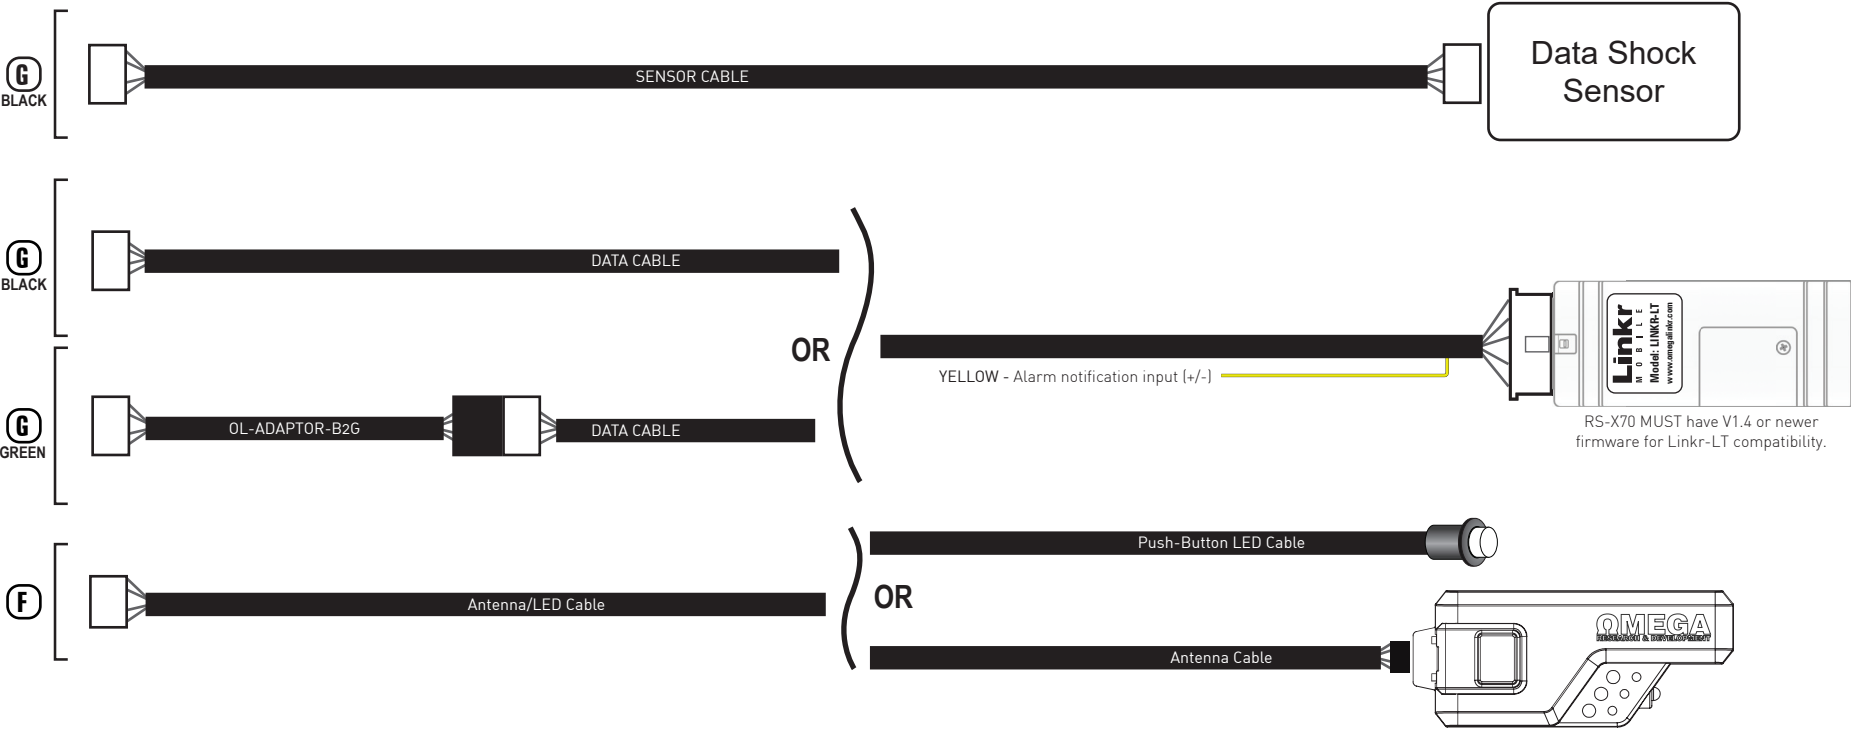 G
BLACK
SENSOR CABLE
Data Shock
Sensor
G
BLACK
DATA CABLE
OR
YELLOW - Alarm notification input (+/-)
Linkr
MOBILE
Model: LINKR-LT
www.omegalinkr.com
RS-X70 MUST have V1.4 or newer
firmware for Linkr-LT compatibility.
G
GREEN
OL-ADAPTOR-B2G
DATA CABLE
F
Antenna/LED Cable
OR
Push-Button LED Cable
Antenna Cable
ΩMEGA
RESEARCH & DEVELOPMENT